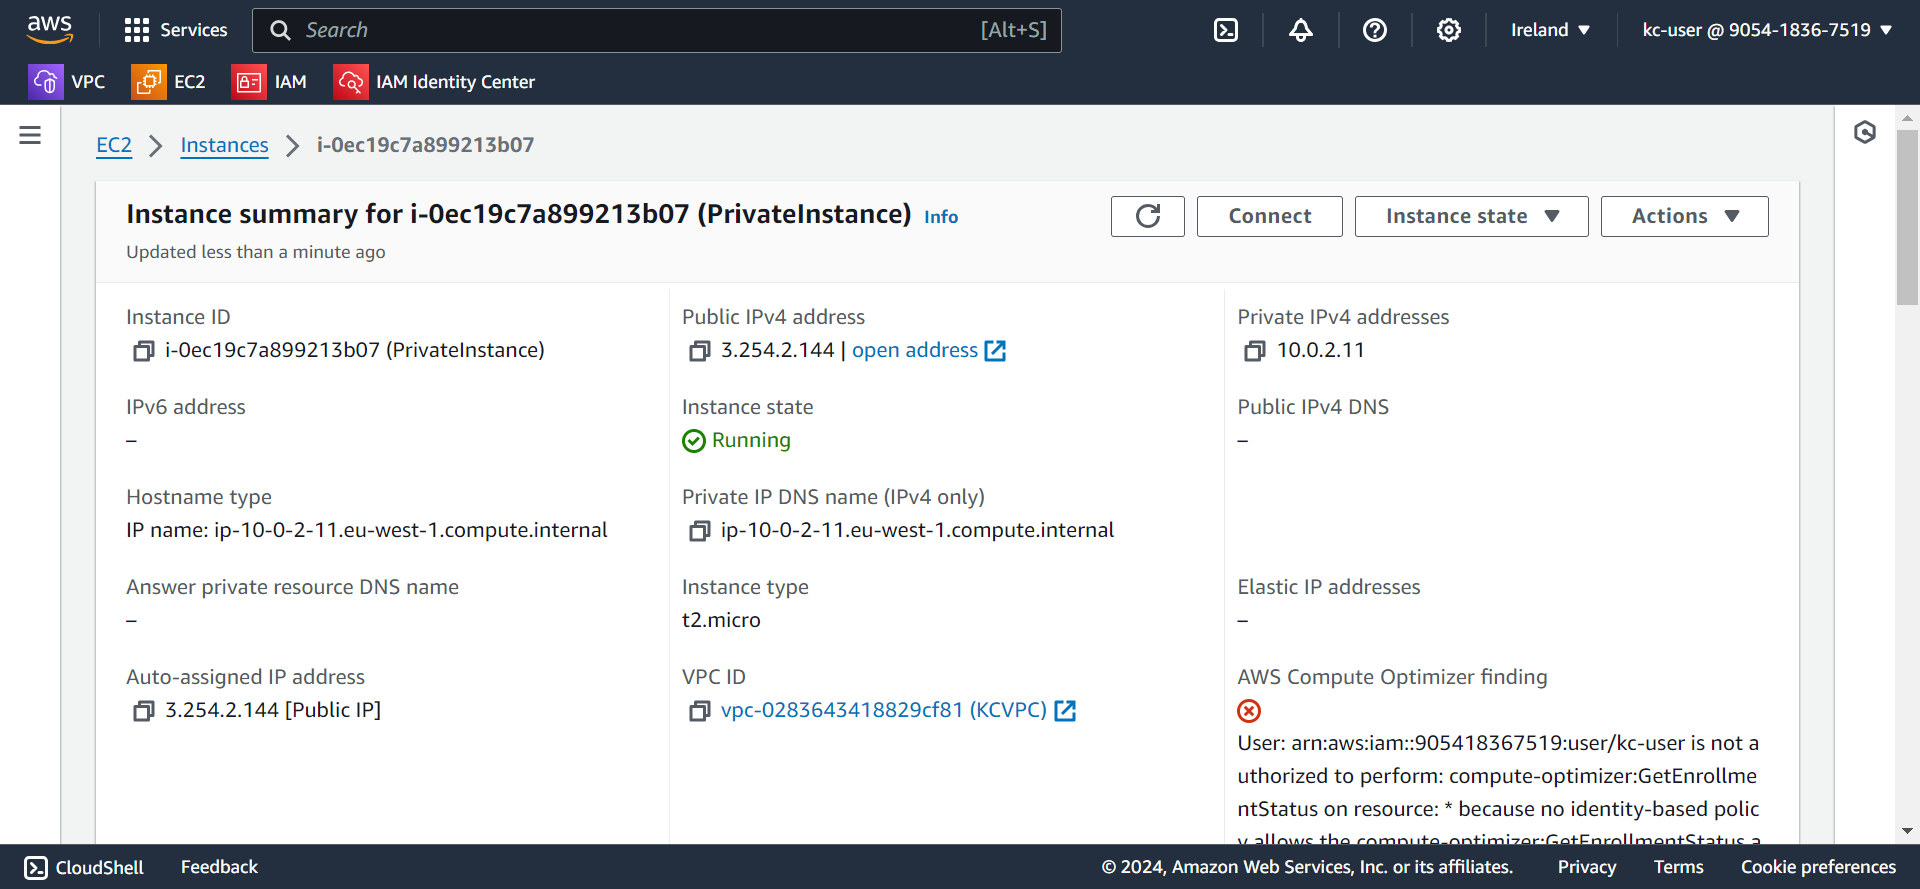 aws
Services
Search [Alt+S]
Ireland
kc-user @ 9054-1836-7519
VPC
EC2
IAM
IAM Identity Center
EC2 > Instances > i-0ec19c7a899213b07
Instance summary for i-0ec19c7a899213b07 (PrivateInstance) Info
Updated less than a minute ago
Connect
Instance state
Actions
Instance ID
i-0ec19c7a899213b07 (PrivateInstance)
Public IPv4 address
3.254.2.144 | open address
Private IPv4 addresses
10.0.2.11
IPv6 address
–
Instance state
Running
Public IPv4 DNS
–
Hostname type
IP name: ip-10-0-2-11.eu-west-1.compute.internal
Private IP DNS name (IPv4 only)
ip-10-0-2-11.eu-west-1.compute.internal
Answer private resource DNS name
–
Instance type
t2.micro
Elastic IP addresses
–
Auto-assigned IP address
3.254.2.144 [Public IP]
VPC ID
vpc-0283643418829cf81 (KCVPC)
AWS Compute Optimizer finding
User: arn:aws:iam::905418367519:user/kc-user is not a
uthorized to perform: compute-optimizer:GetEnrollme
ntStatus on resource: * because no identity-based polic
y allows the compute-optimizer:GetEnrollmentStatus a
CloudShell
Feedback
© 2024, Amazon Web Services, Inc. or its affiliates.
Privacy
Terms
Cookie preferences